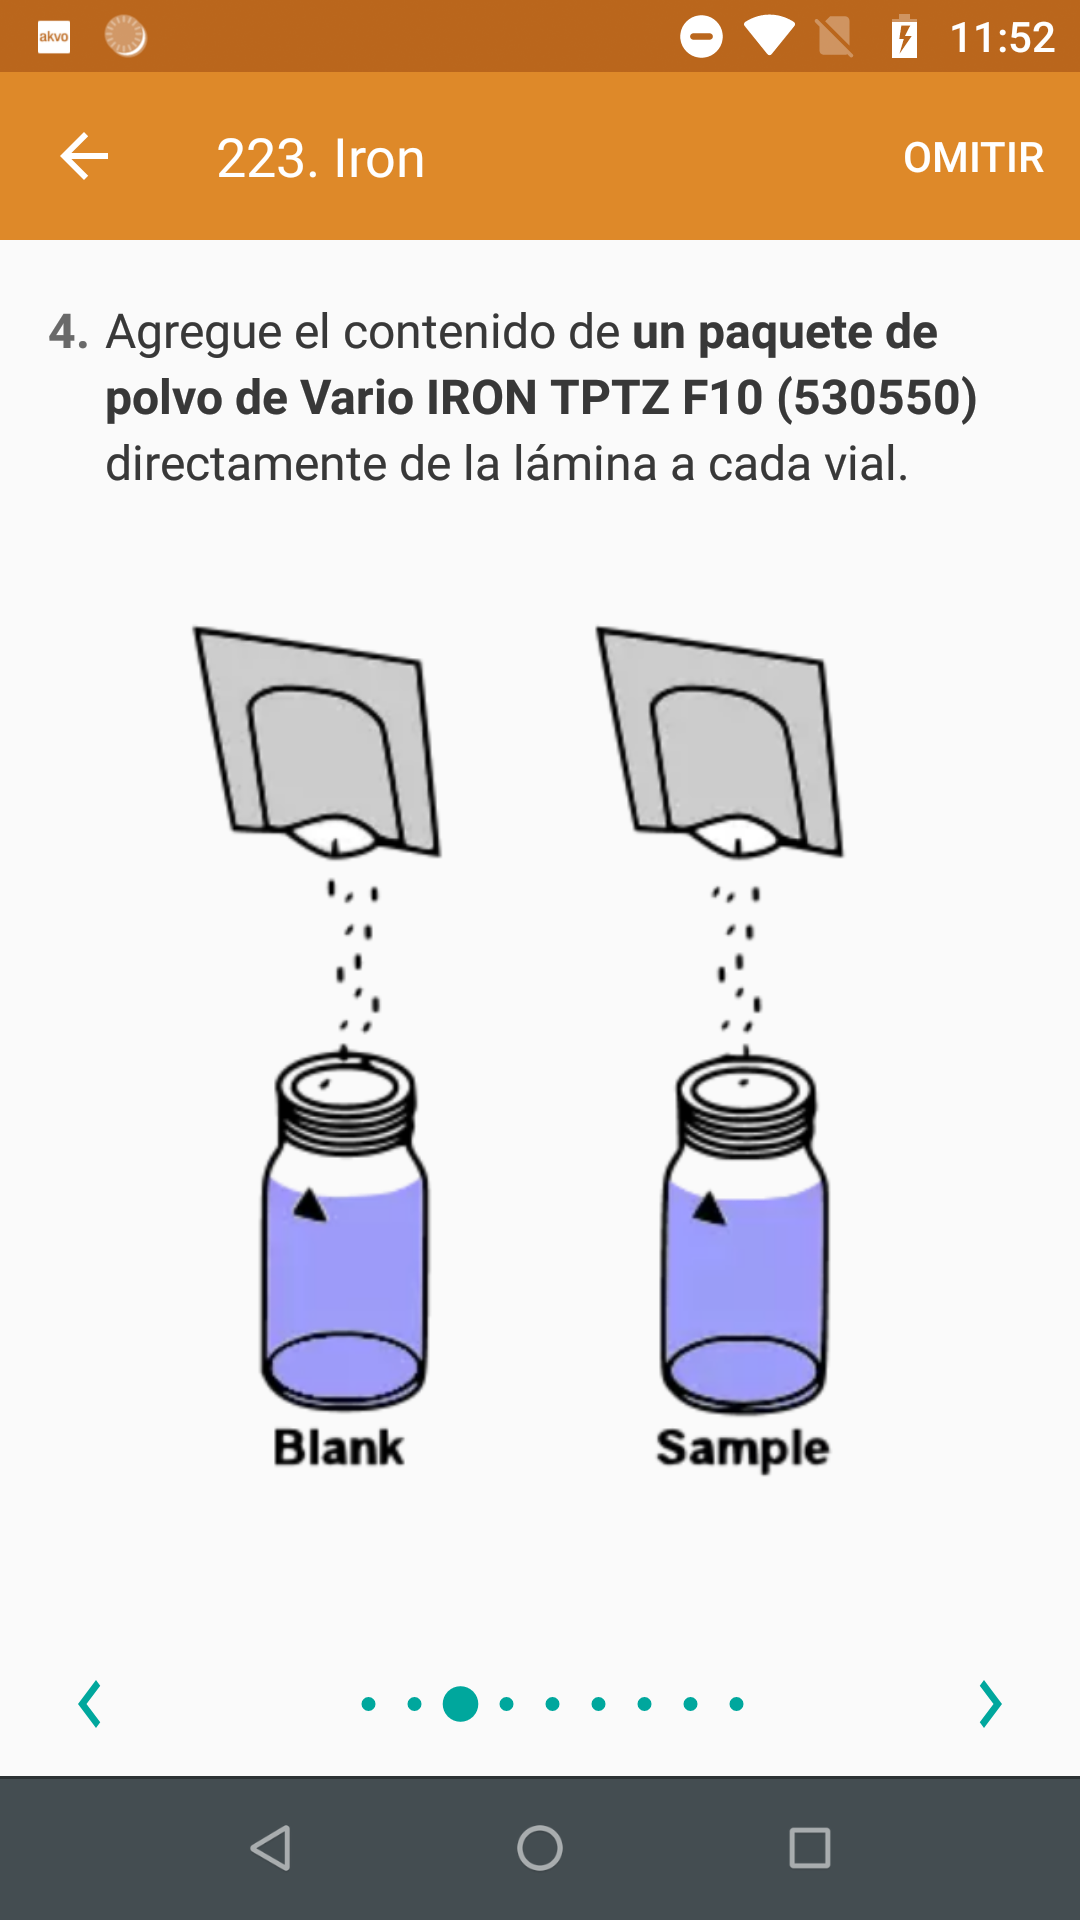 akvo
11:52
223. Iron
OMITIR
4. Agregue el contenido de un paquete de
polvo de Vario IRON TPTZ F10 (530550)
directamente de la lámina a cada vial.
Blank
Sample